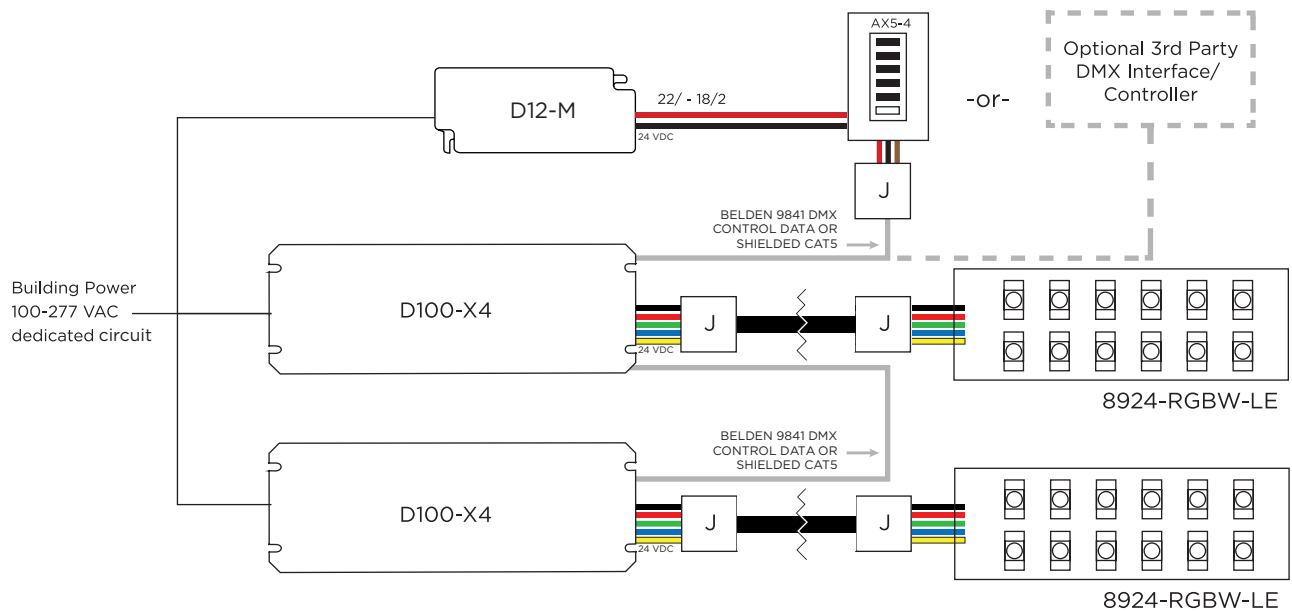 AX5-4
D12-M
22/ - 18/2
24 VDC
-or-
Optional 3rd Party
DMX Interface/
Controller
J
BELDEN 9841 DMX
CONTROL DATA OR
SHIELDED CAT5
Building Power
100-277 VAC
dedicated circuit
D100-X4
24 VDC
J
J
8924-RGBW-LE
BELDEN 9841 DMX
CONTROL DATA OR
SHIELDED CAT5
D100-X4
24 VDC
J
J
8924-RGBW-LE